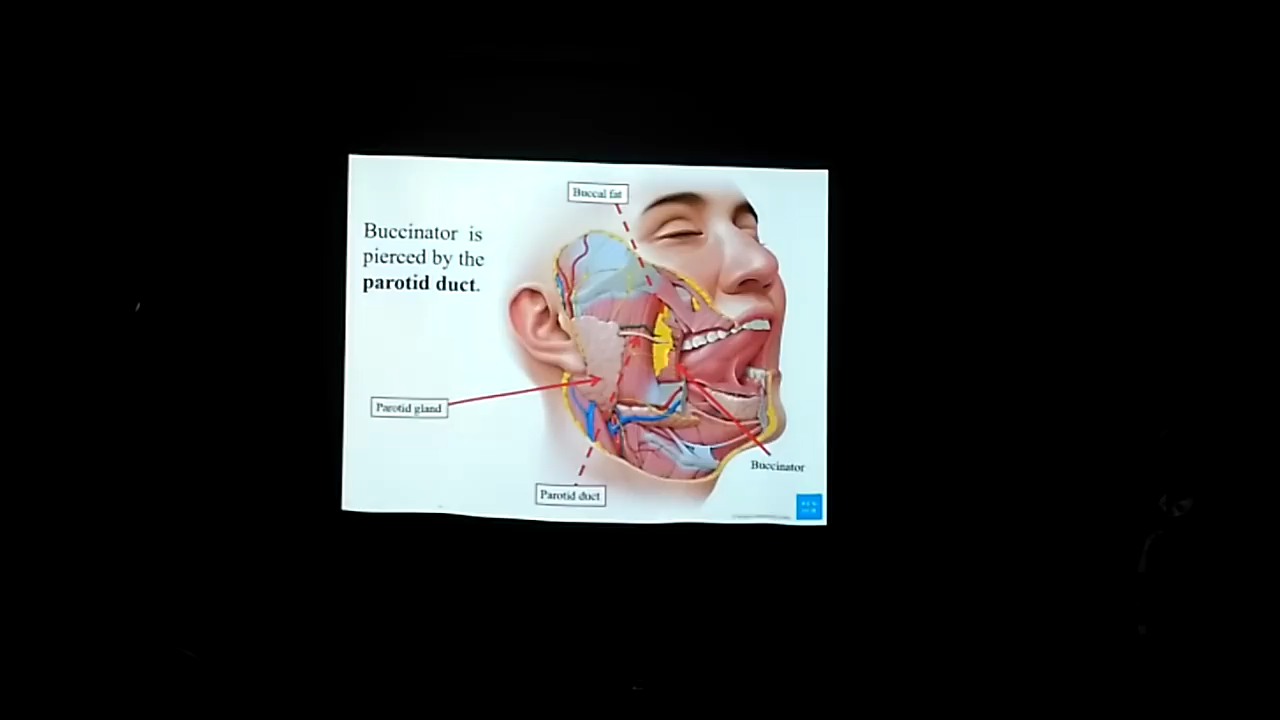 Buccal fat
Buccinator is
pierced by the
parotid duct.
Parotid gland
Buccinator
Parotid duct